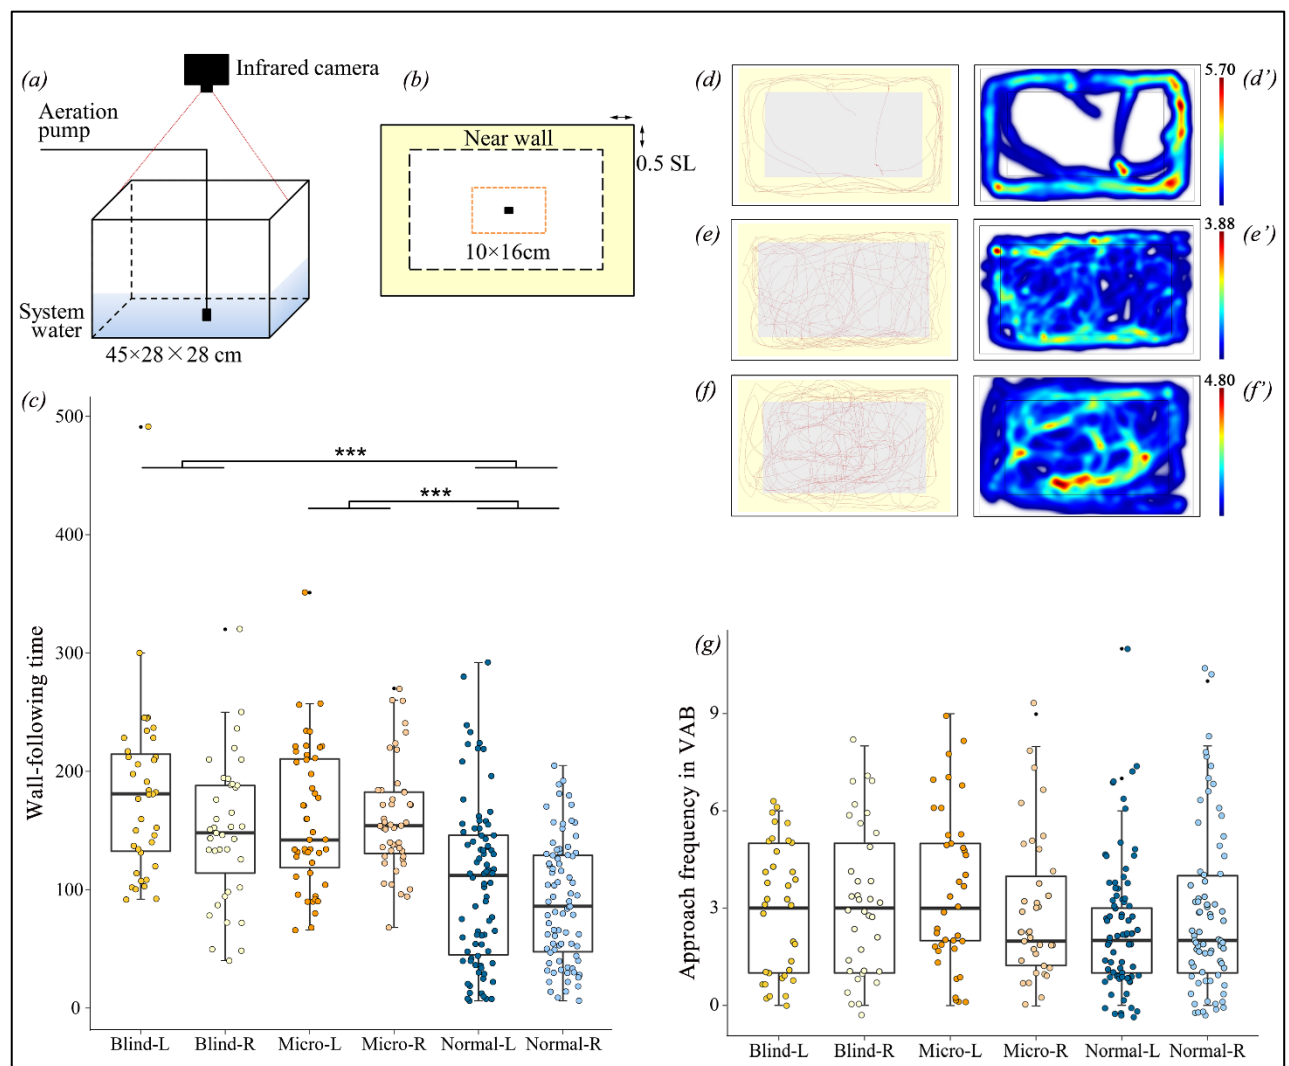 (a)
Infrared camera
Aeration
pump
System
water
45×28×28 cm
(b)
Near wall
0.5 SL
10×16cm
(d)
5.70
(d’)
(e)
3.88
(e’)
(f)
4.80
(f’)
(c)
Wall-following time
500
400
300
200
100
0
***
***
Blind-L Blind-R Micro-L Micro-R Normal-L Normal-R
(g)
Approach frequency in VAB
9
6
3
0
Blind-L Blind-R Micro-L Micro-R Normal-L Normal-R